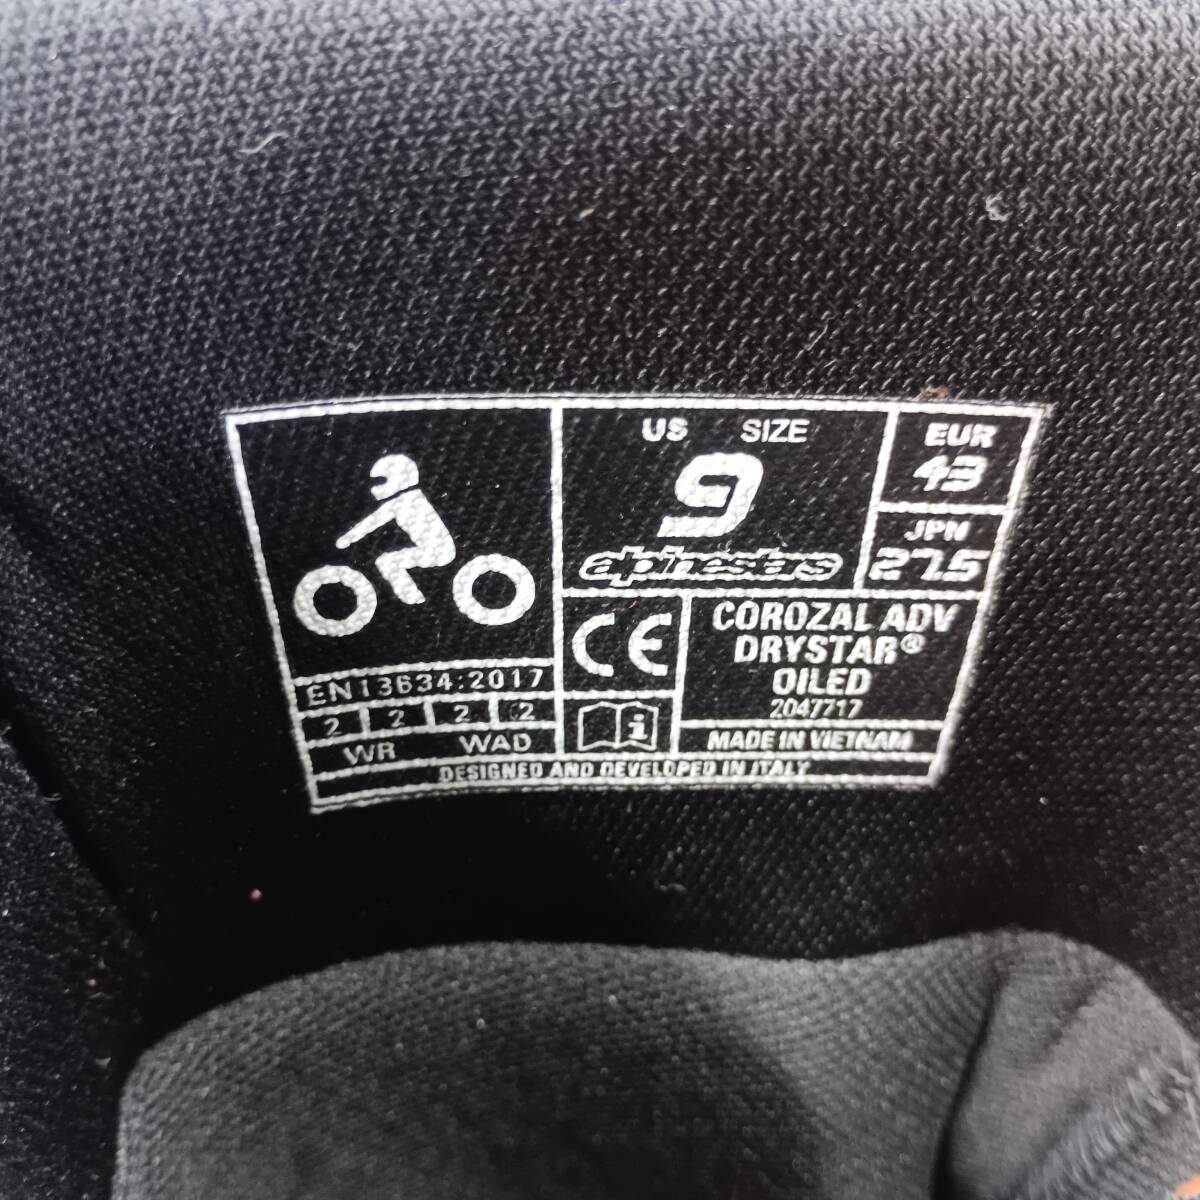 US SIZE
9
alpinestars
EUR
43
JPN
27.5
CE
COROZAL ADV
DRYSTAR®
OILED
2047717
MADE IN VIETNAM
EN13634:2017
2 2 2 2
WR WAD
i
DESIGNED AND DEVELOPED IN ITALY